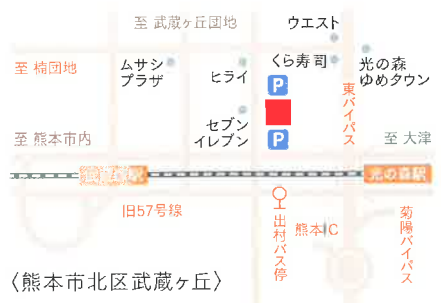 至 武蔵ヶ丘団地
ウエスト
至 楠団地
ムサシ
プラザ
ヒライ
くら寿司
光の森
ゆめタウン
P
東バイパス
セブン
イレブン
P
至 熊本市内
至 大津
光の森駅
旧57号線
出村バス停
熊本IC
菊陽バイパス
〈熊本市北区武蔵ヶ丘〉